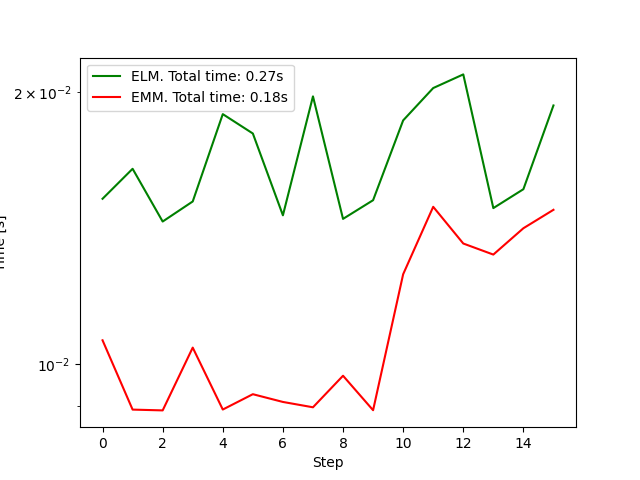 ELM. Total time: 0.27s
EMM. Total time: 0.18s
2 × 10⁻²
10⁻²
[s]
0 2 4 6 8 10 12 14
Step